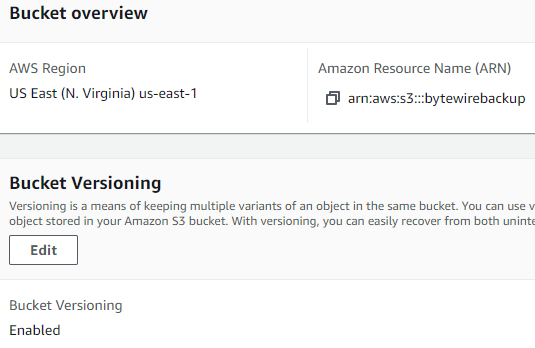 Bucket overview
AWS Region
US East (N. Virginia) us-east-1
Amazon Resource Name (ARN)
arn:aws:s3:::bytewirebackup
Bucket Versioning
Versioning is a means of keeping multiple variants of an object in the same bucket. You can use
object stored in your Amazon S3 bucket. With versioning, you can easily recover from both
Edit
Bucket Versioning
Enabled